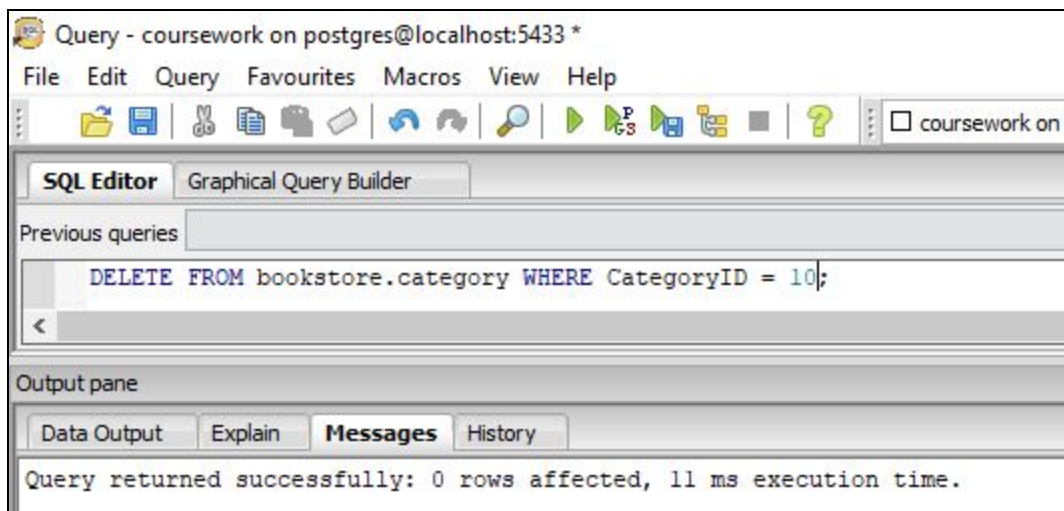 Query - coursework on postgres@localhost:5433 *
File Edit Query Favourites Macros View Help
coursework on
SQL Editor Graphical Query Builder
Previous queries
DELETE FROM bookstore.category WHERE CategoryID = 10;
Output pane
Data Output Explain Messages History
Query returned successfully: 0 rows affected, 11 ms execution time.